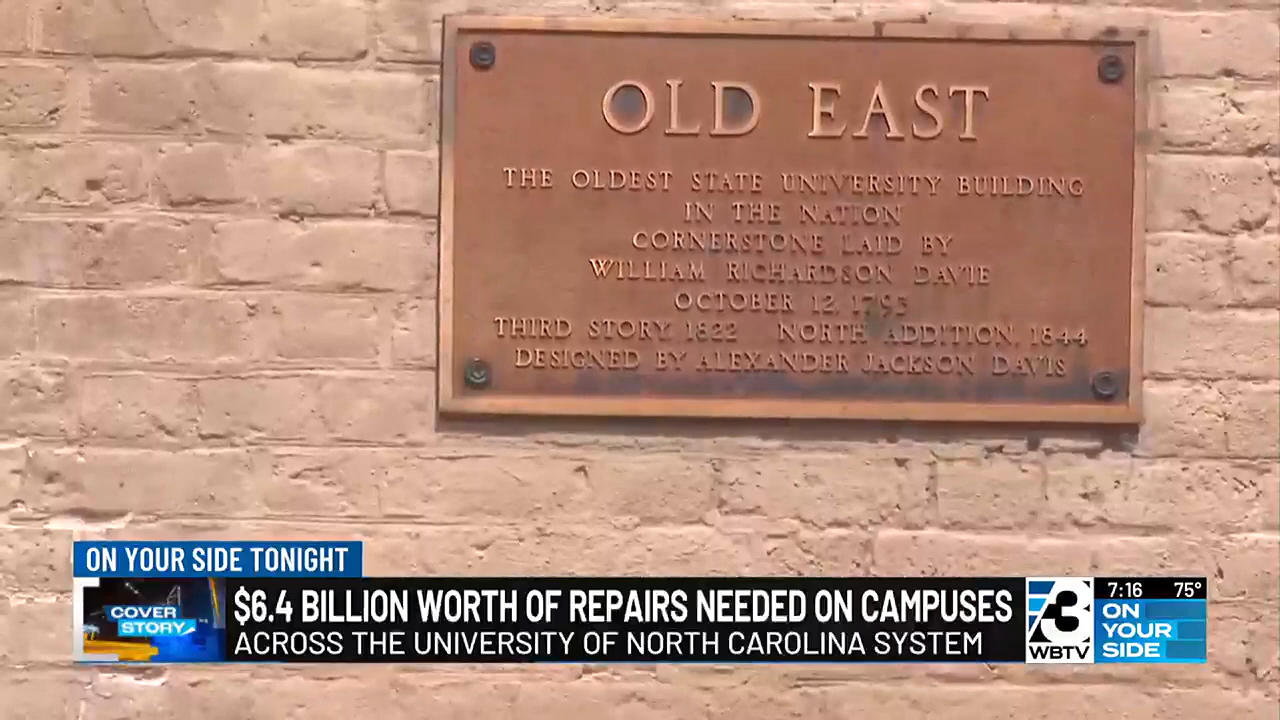 OLD EAST
THE OLDEST STATE UNIVERSITY BUILDING
IN THE NATION
CORNERSTONE LAID BY
WILLIAM RICHARDSON DAVIE
OCTOBER 12, 1793
THIRD STORY, 1822 NORTH ADDITION, 1844
DESIGNED BY ALEXANDER JACKSON DAVIS
ON YOUR SIDE TONIGHT
COVER
STORY
$6.4 BILLION WORTH OF REPAIRS NEEDED ON CAMPUSES
ACROSS THE UNIVERSITY OF NORTH CAROLINA SYSTEM
3
WBTV
7:16 75°
ON
YOUR
SIDE